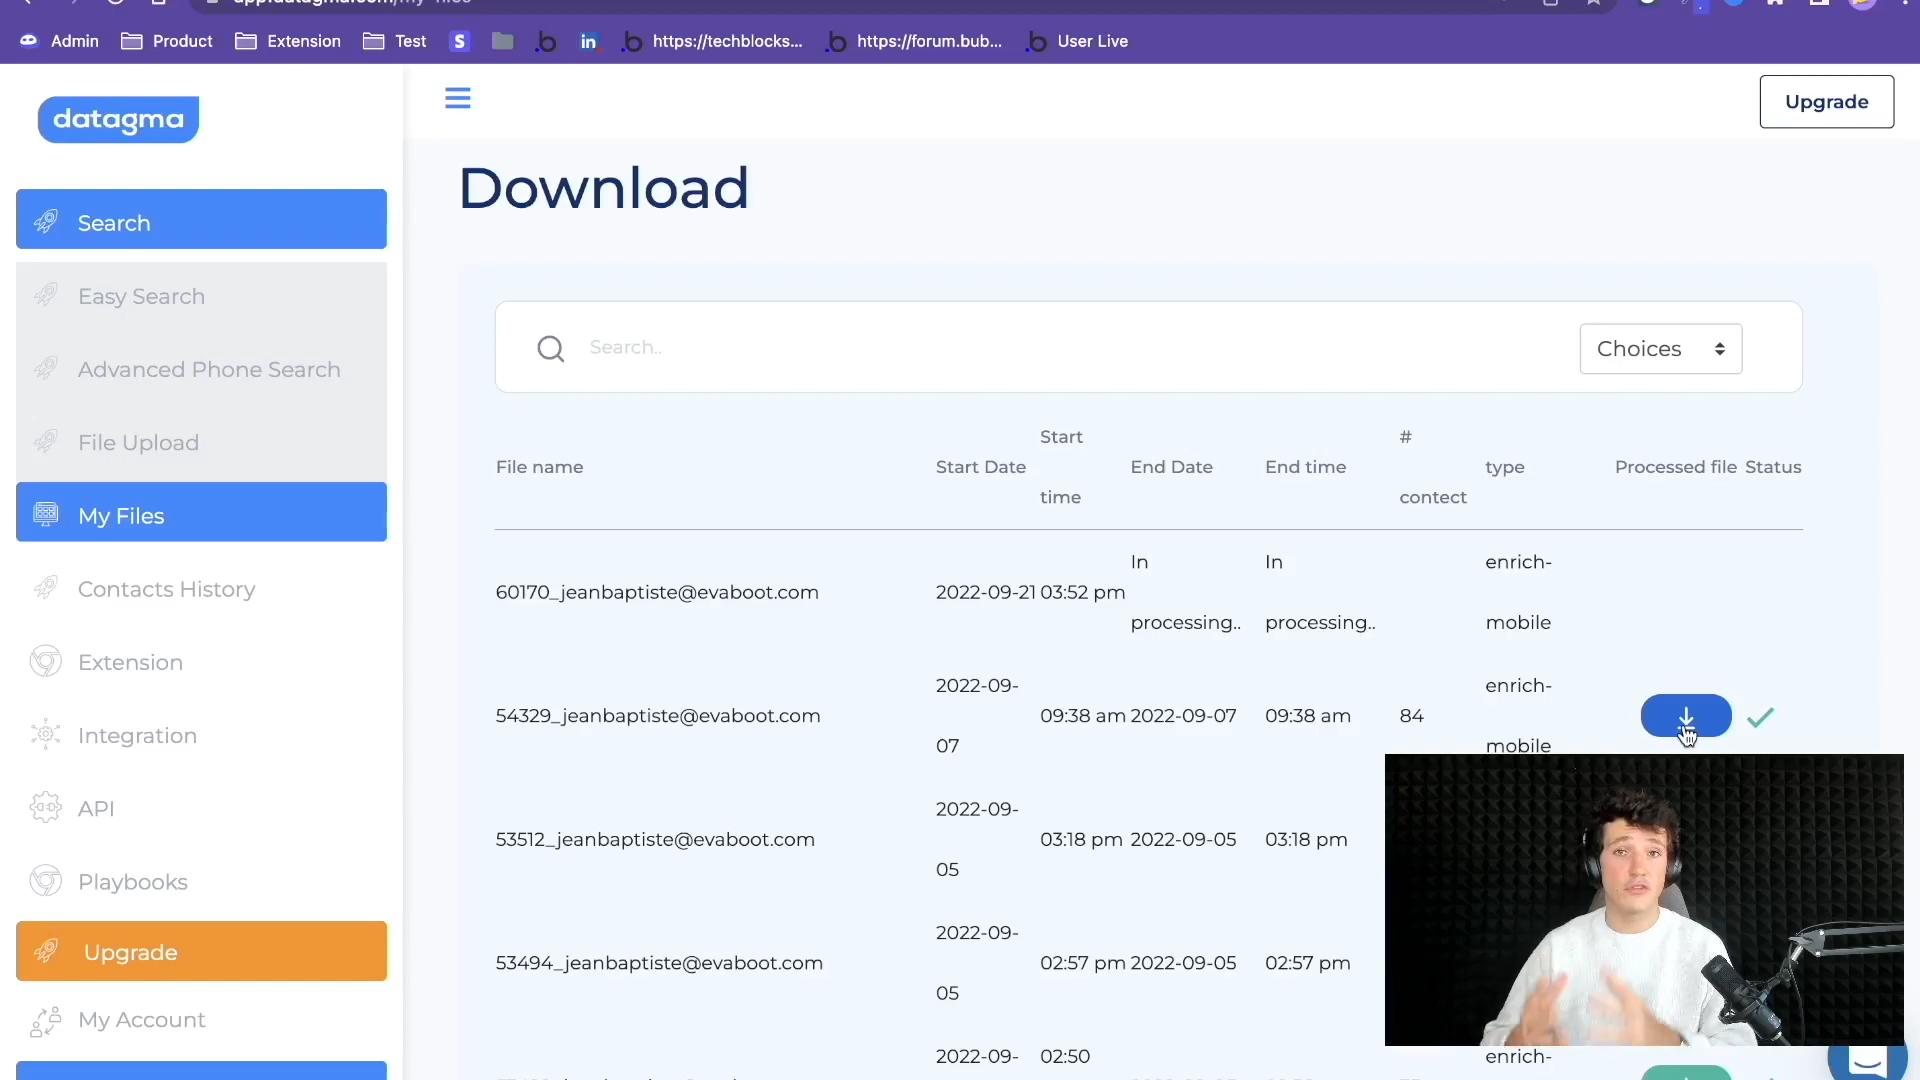 Admin Product Extension Test S in https://techblocks... https://forum.bub... User Live
datagma
Upgrade
Download
Search
Easy Search
Advanced Phone Search
File Upload
My Files
Contacts History
Extension
Integration
API
Playbooks
Upgrade
My Account
Search..
Choices
File name
Start Date
Start
time
End Date
End time
#
contect
type
Processed file
Status
60170_jeanbaptiste@evaboot.com
2022-09-21
03:52 pm
In
processing..
In
processing..
enrich-
mobile
54329_jeanbaptiste@evaboot.com
2022-09-
07
09:38 am
2022-09-07
09:38 am
84
enrich-
mobile
53512_jeanbaptiste@evaboot.com
2022-09-
05
03:18 pm
2022-09-05
03:18 pm
53494_jeanbaptiste@evaboot.com
2022-09-
05
02:57 pm
2022-09-05
02:57 pm
2022-09-
02:50
enrich-